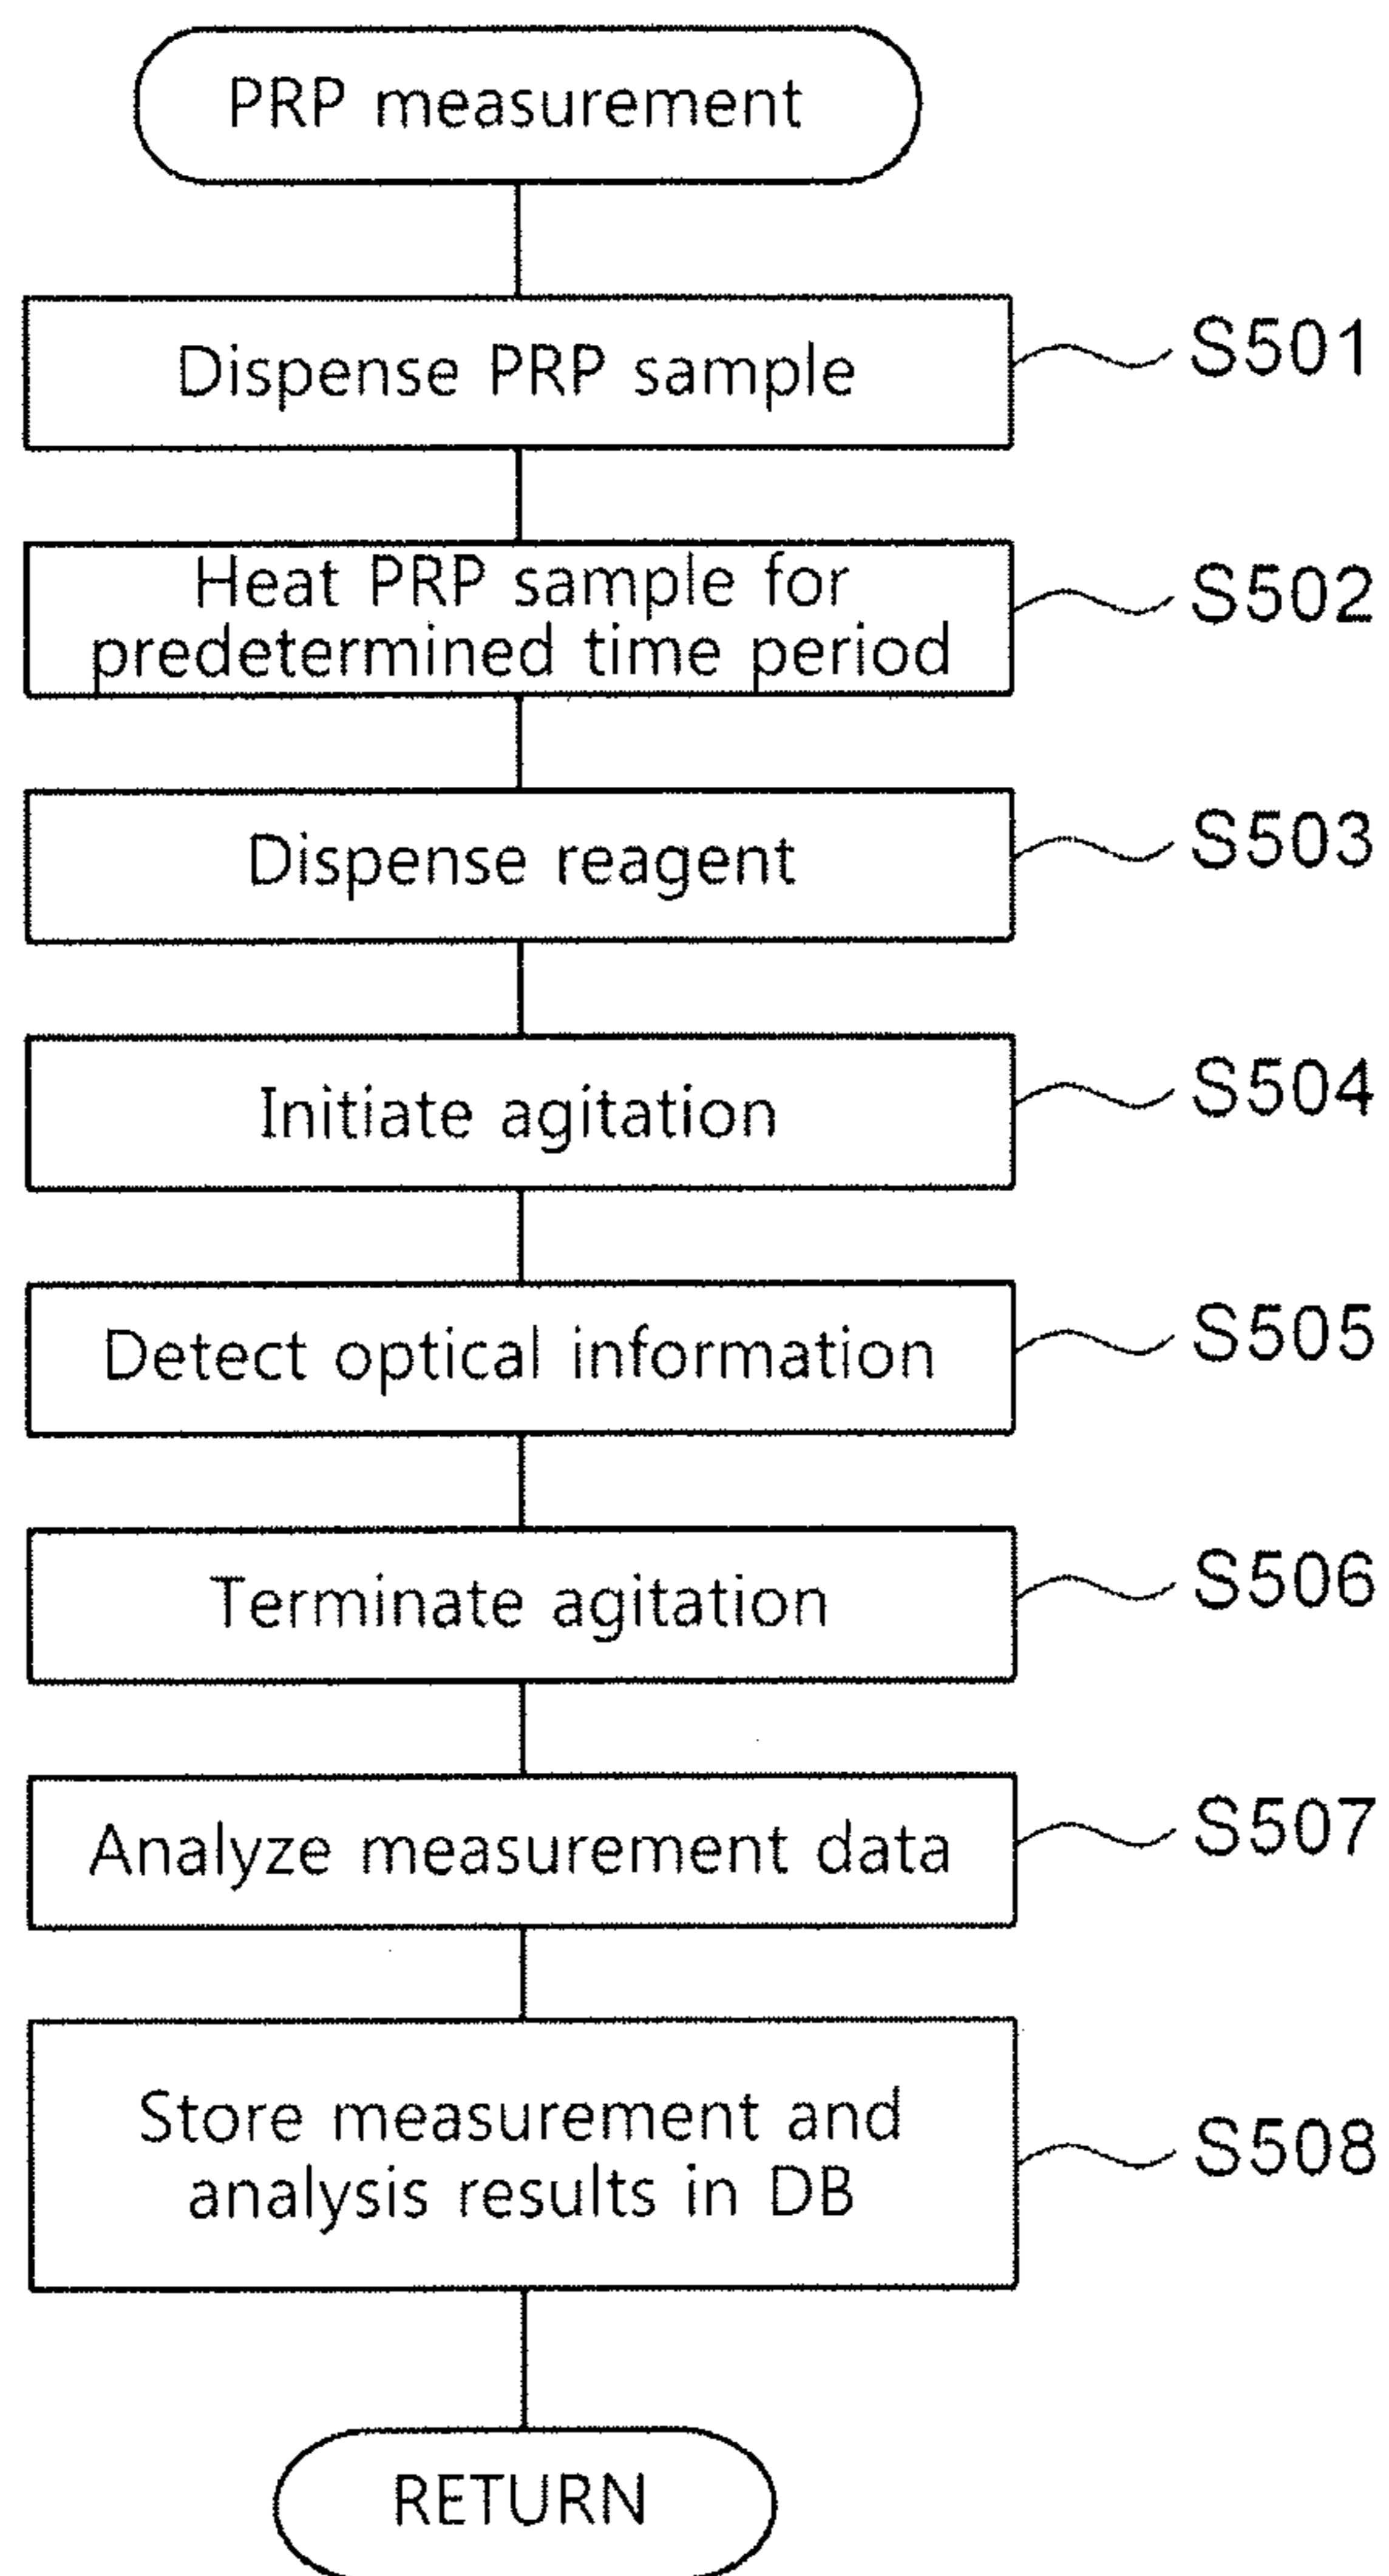 PRP measurement
Dispense PRP sample
S501
Heat PRP sample for
predetermined time period
S502
Dispense reagent
S503
Initiate agitation
S504
Detect optical information
S505
Terminate agitation
S506
Analyze measurement data
S507
Store measurement and
analysis results in DB
S508
RETURN